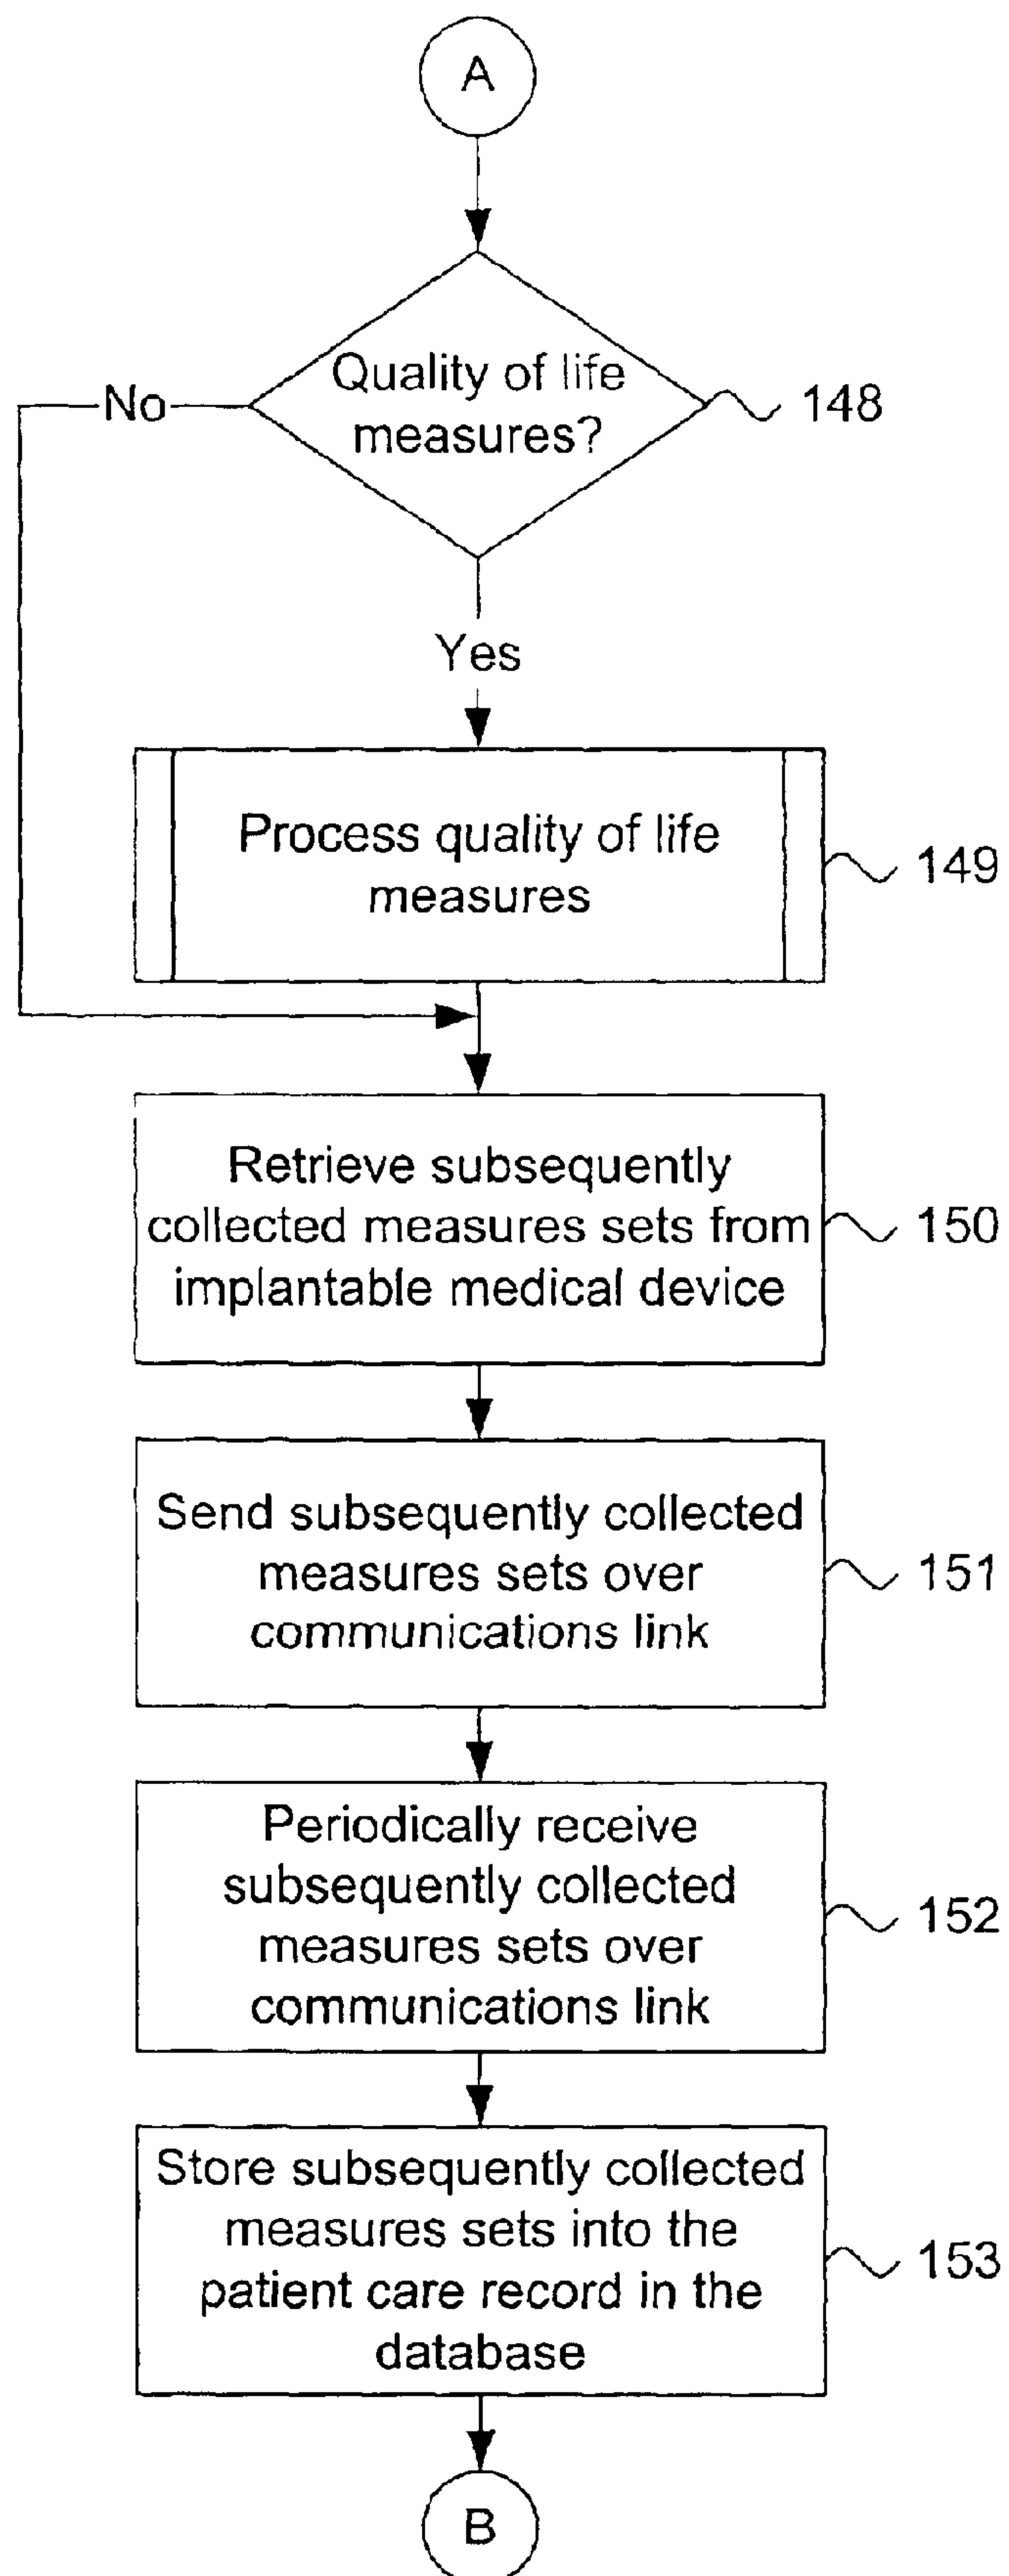 A
Quality of life
measures?
No
148
Yes
Process quality of life
measures
149
Retrieve subsequently
collected measures sets from
implantable medical device
150
Send subsequently collected
measures sets over
communications link
151
Periodically receive
subsequently collected
measures sets over
communications link
152
Store subsequently collected
measures sets into the
patient care record in the
database
153
B